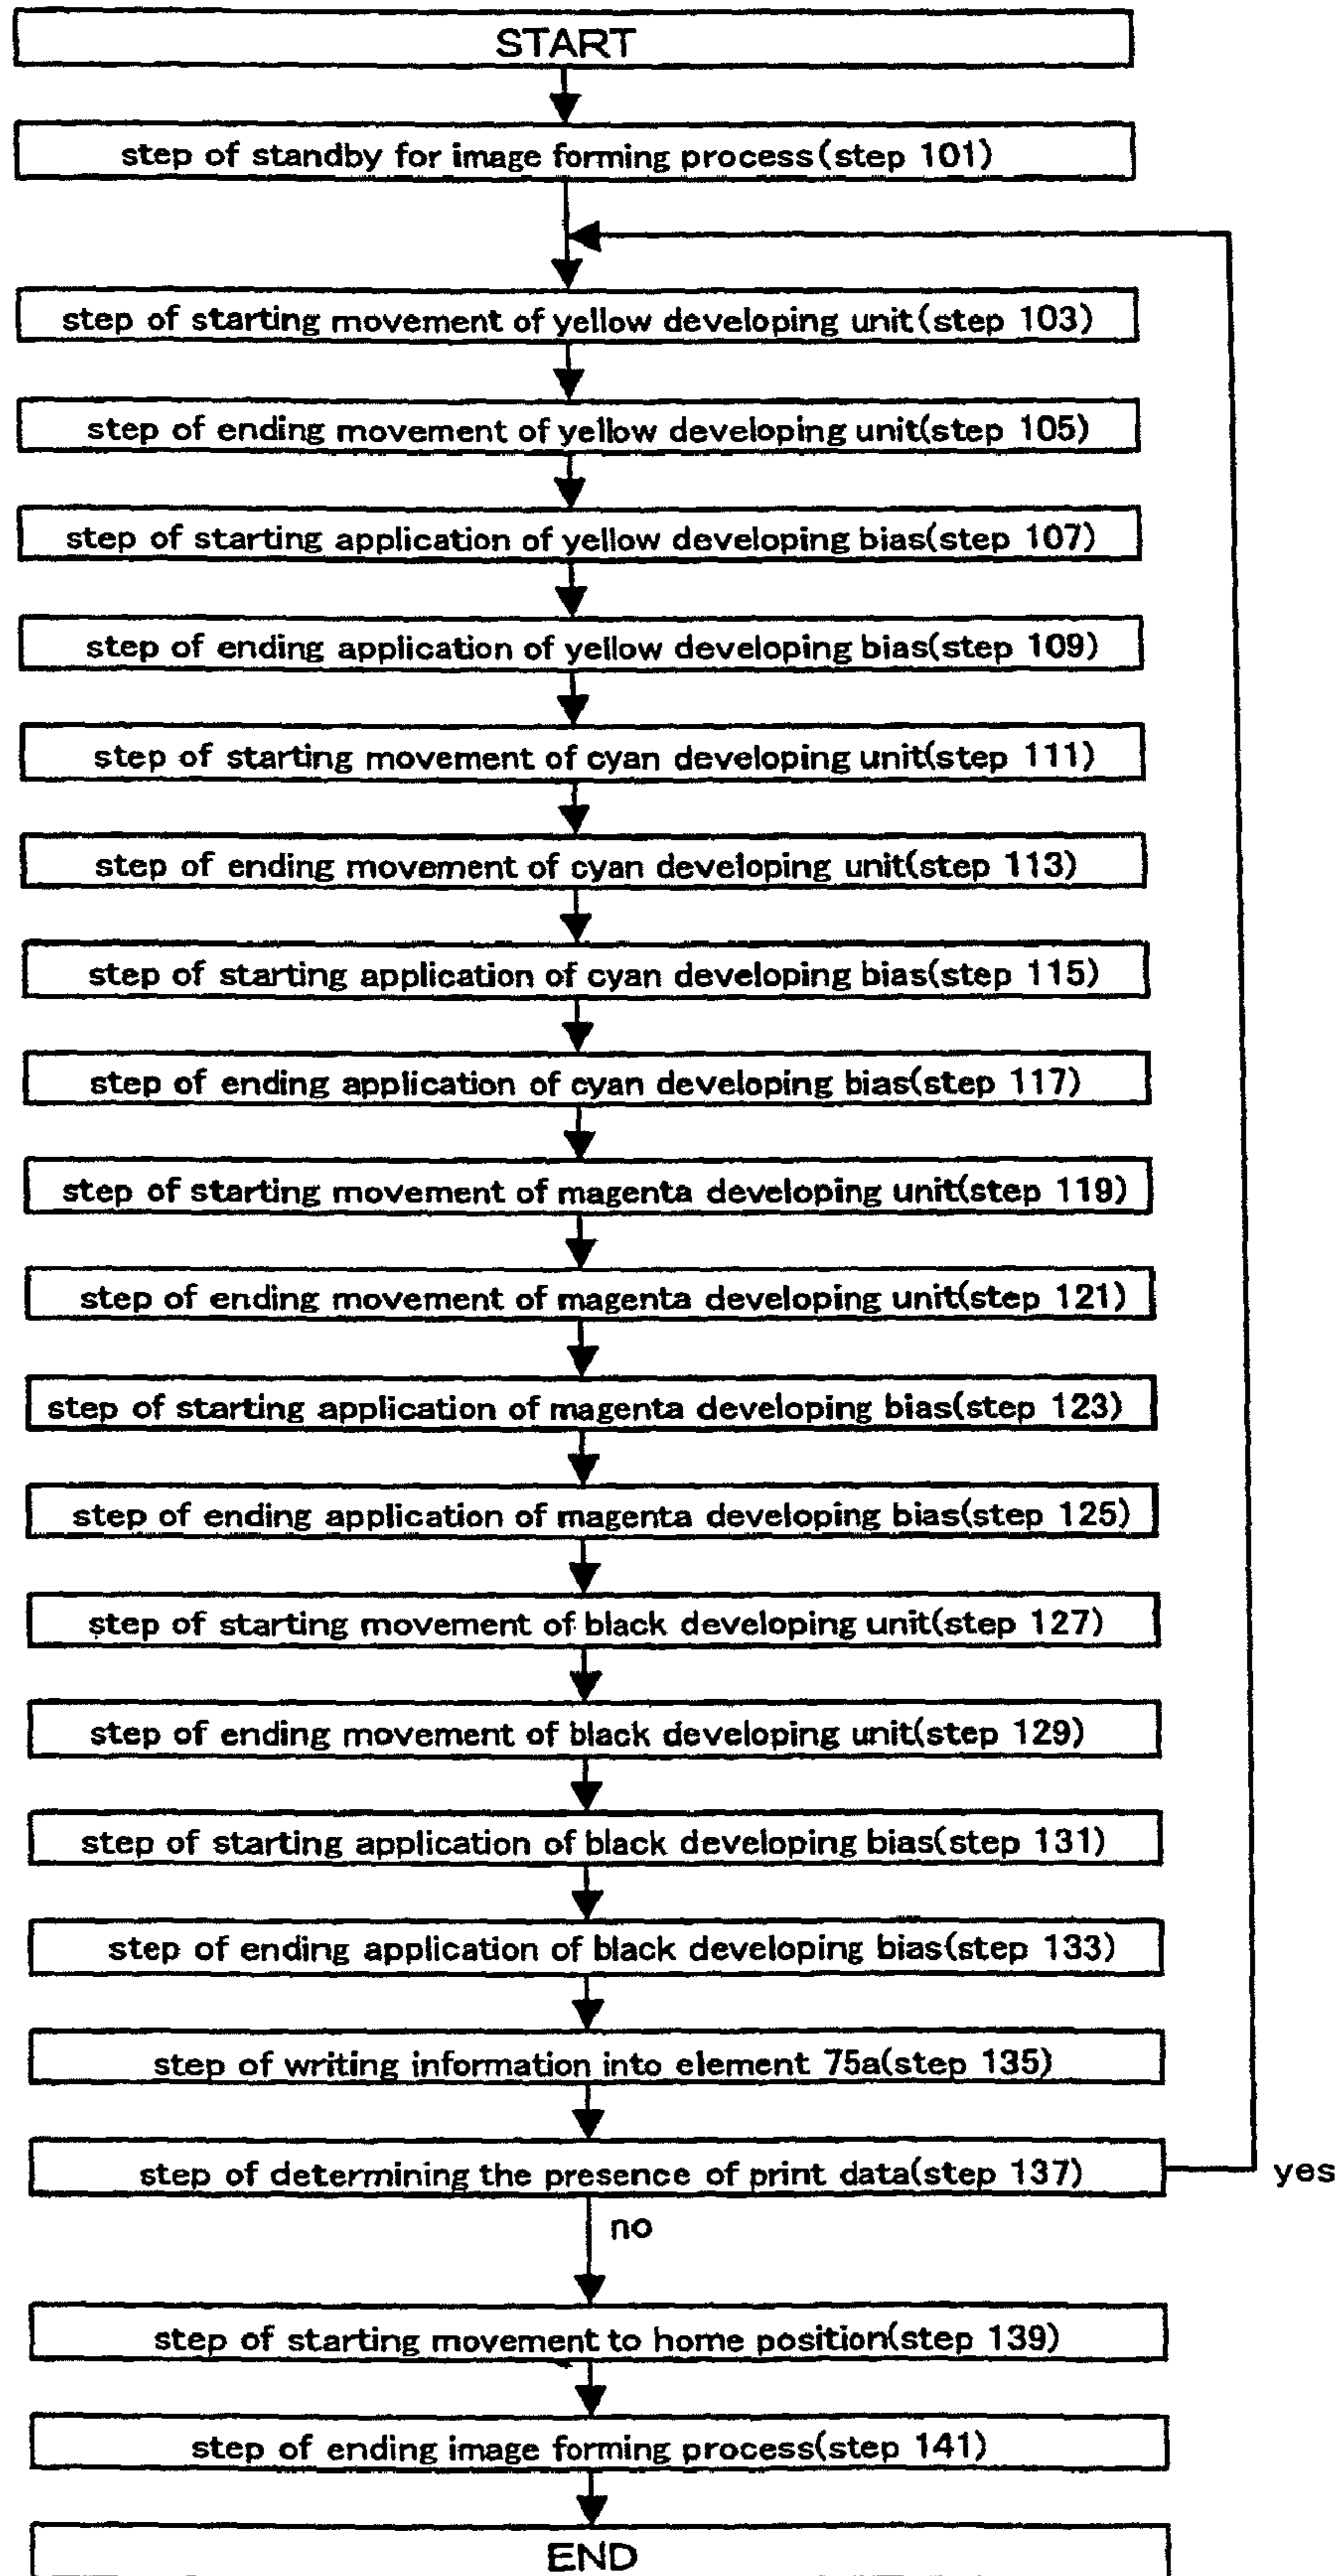 START
step of standby for image forming process(step 101)
step of starting movement of yellow developing unit(step 103)
step of ending movement of yellow developing unit(step 105)
step of starting application of yellow developing bias(step 107)
step of ending application of yellow developing bias(step 109)
step of starting movement of cyan developing unit(step 111)
step of ending movement of cyan developing unit(step 113)
step of starting application of cyan developing bias(step 115)
step of ending application of cyan developing bias(step 117)
step of starting movement of magenta developing unit(step 119)
step of ending movement of magenta developing unit(step 121)
step of starting application of magenta developing bias(step 123)
step of ending application of magenta developing bias(step 125)
step of starting movement of black developing unit(step 127)
step of ending movement of black developing unit(step 129)
step of starting application of black developing bias(step 131)
step of ending application of black developing bias(step 133)
step of writing information into element 75a(step 135)
step of determining the presence of print data(step 137)
yes
no
step of starting movement to home position(step 139)
step of ending image forming process(step 141)
END